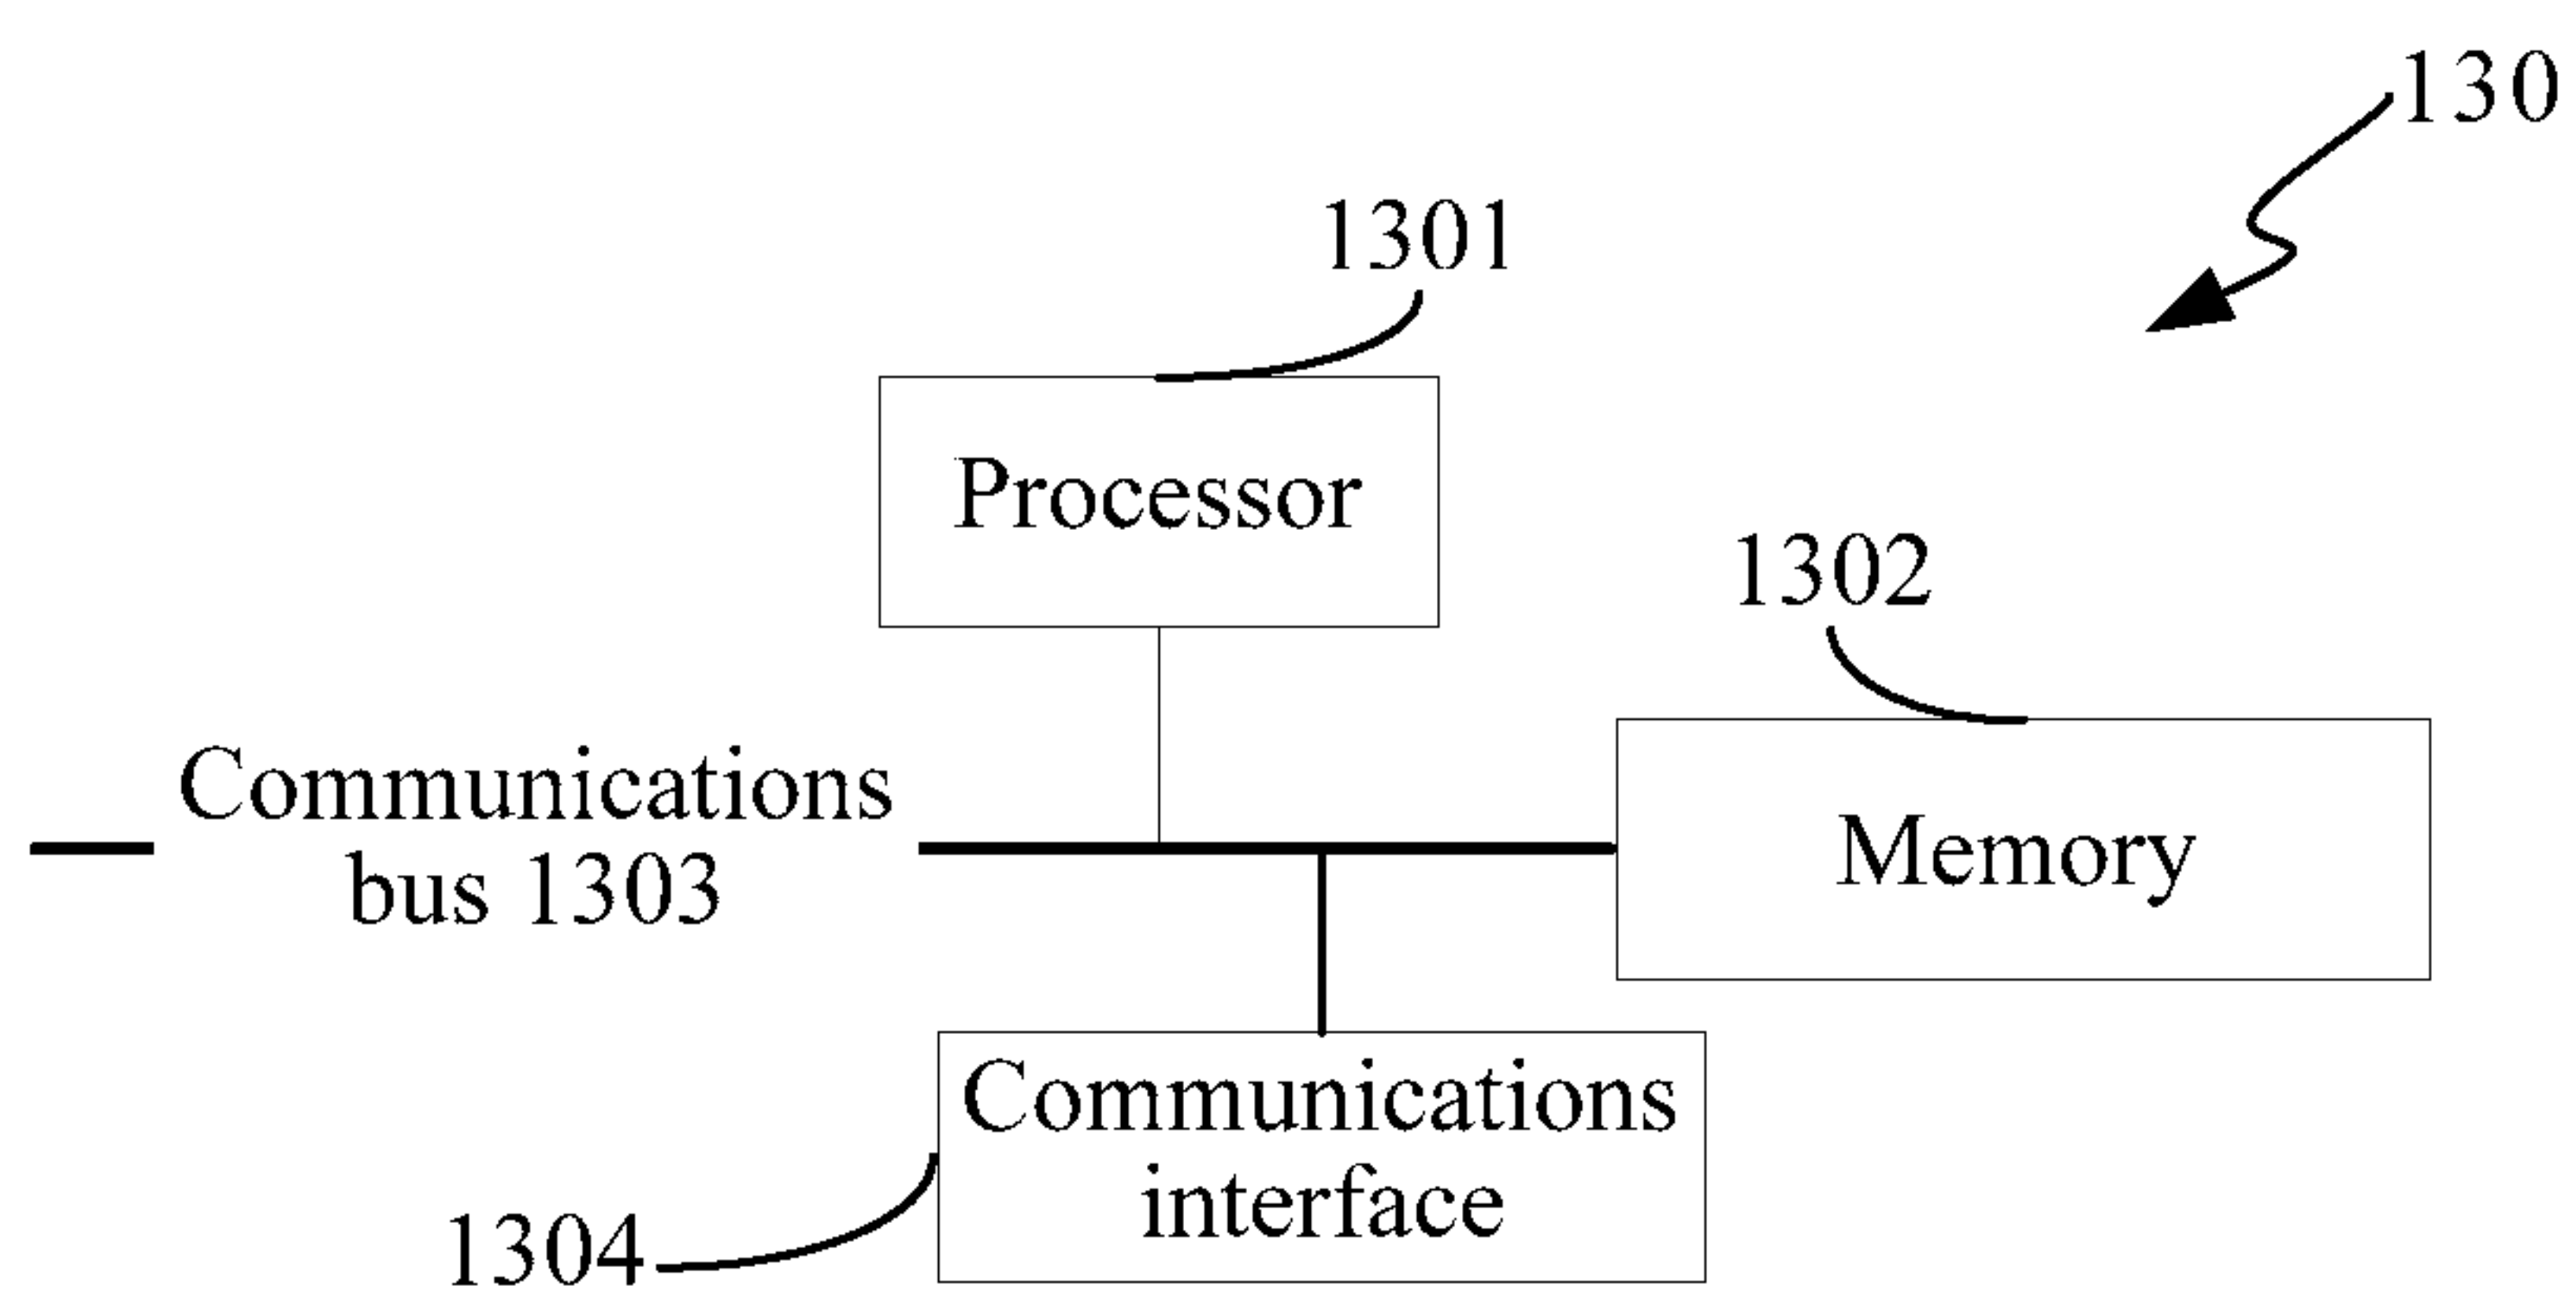 130
1301
Processor
1302
Communications
bus 1303
Memory
Communications
interface
1304